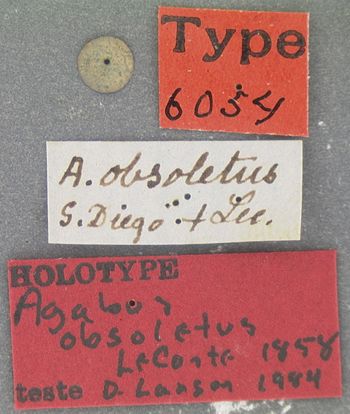 Type
6054
A. obsoletus
S. Diego + Lec.
HOLOTYPE
Agabus
obsoletus
LeConte 1858
teste D. Larson 1984